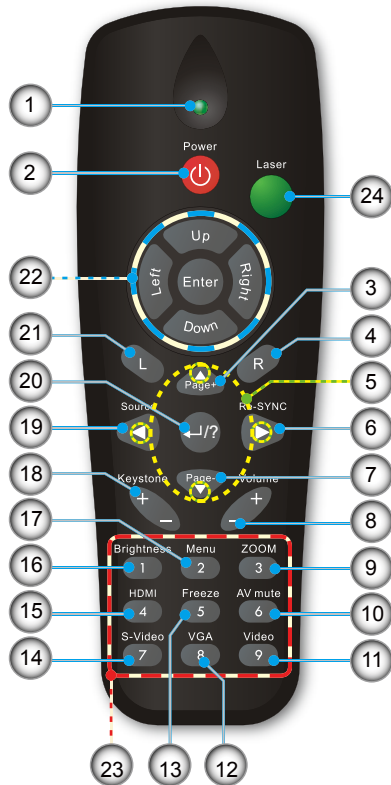 1
Power
2
Laser
24
Up
22
Left
Enter
Right
Down
3
21
L
R
4
Page+
5
20
Source
Re-SYNC
19
/?
6
18
Page-
7
Keystone
Volume
17
+
+
−
−
8
Brightness
Menu
ZOOM
16
1
2
3
9
HDMI
Freeze
AV mute
15
4
5
6
10
S-Video
VGA
Video
14
7
8
9
11
23
13
12